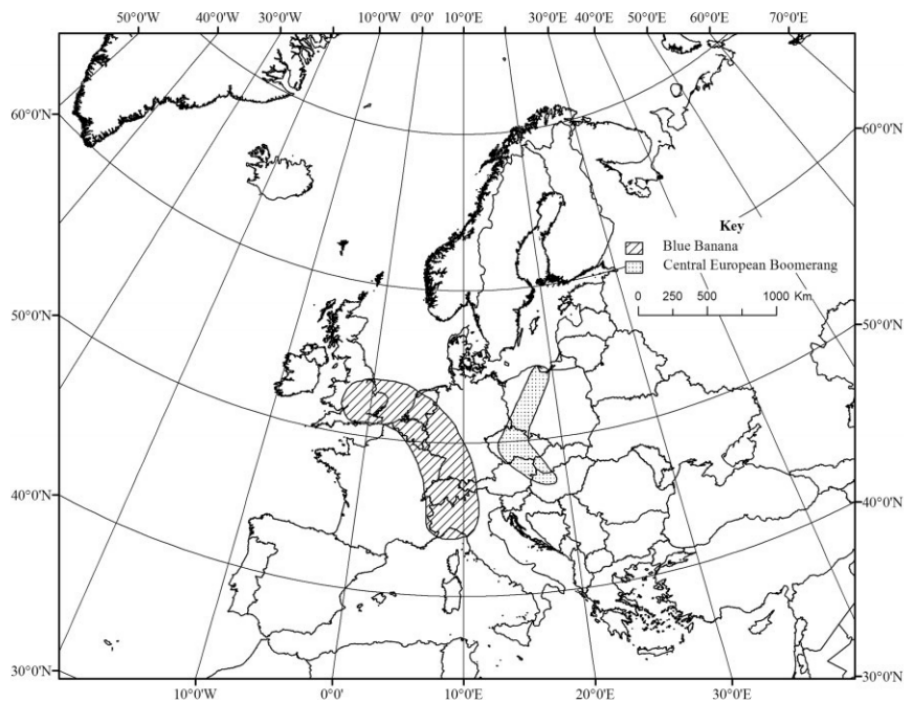 50°0'W 40°0'W 30°0'W 10°0'W 0°0' 10°0'E 30°0'E 50°0'E 60°0'E 70°0'E
60°0'N 60°0'N
Key
Blue Banana
Central European Boomerang
0 250 500 1000 Km
50°0'N 50°0'N
40°0'N 40°0'N
30°0'N 30°0'N
10°0'W 0°0' 10°0'E 20°0'E 30°0'E